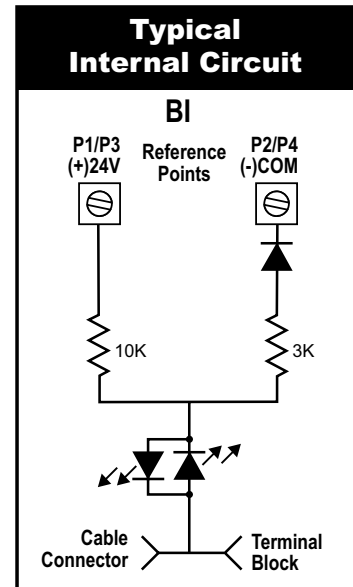 Typical
Internal Circuit
BI
P1/P3
(+)24V
Reference
Points
P2/P4
(-)COM
10K
3K
Cable
Connector
Terminal
Block